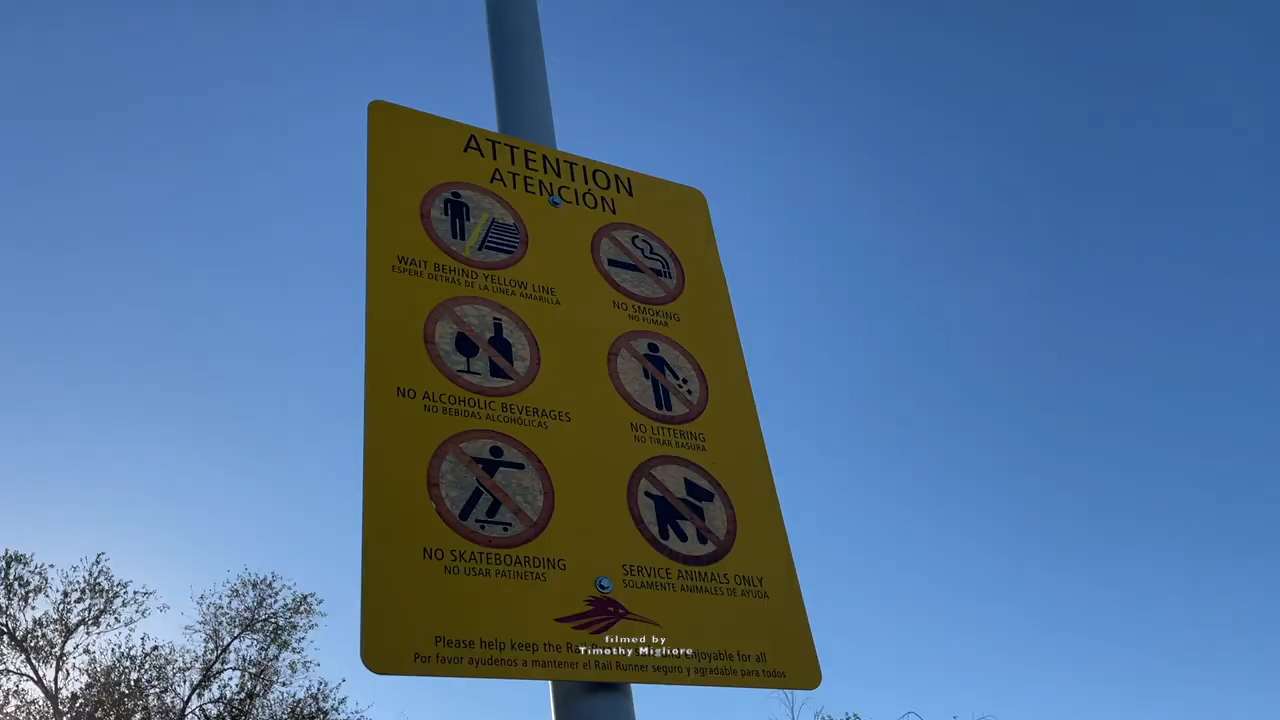 ATTENTION
ATENCIÓN
WAIT BEHIND YELLOW LINE
ESPERE DETRÁS DE LA LINEA AMARILLA
NO SMOKING
NO FUMAR
NO ALCOHOLIC BEVERAGES
NO BEBIDAS ALCOHÓLICAS
NO LITTERING
NO TIRAR BASURA
NO SKATEBOARDING
NO USAR PATINETAS
SERVICE ANIMALS ONLY
SOLAMENTE ANIMALES DE AYUDA
Please help keep the Rail enjoyable for all
Por favor ayudenos a mantener el Rail Runner seguro y agradable para todos
filmed by
Timothy Migliore